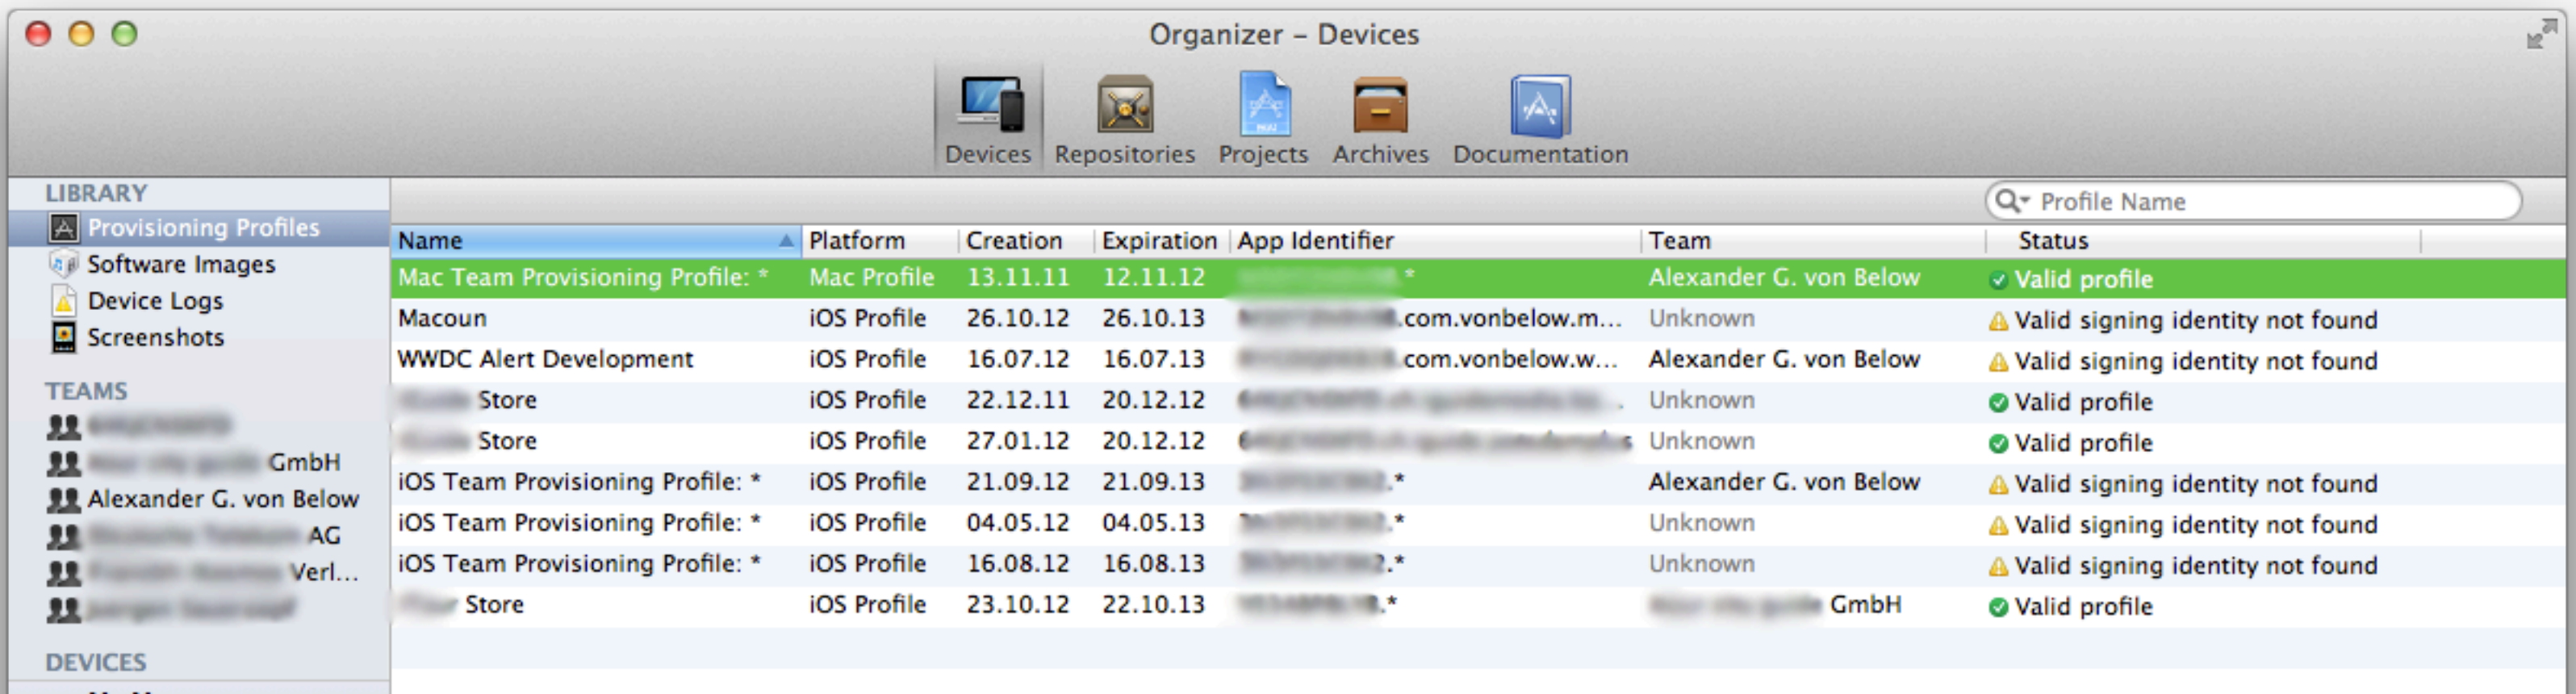 Organizer – Devices
Devices Repositories Projects Archives Documentation
LIBRARY
Provisioning Profiles
Software Images
Device Logs
Screenshots
TEAMS
GmbH
Alexander G. von Below
AG
Verl...
DEVICES
Profile Name
Name Platform Creation Expiration App Identifier Team Status
Mac Team Provisioning Profile: * Mac Profile 13.11.11 12.11.12 .* Alexander G. von Below Valid profile
Macoun iOS Profile 26.10.12 26.10.13 .com.vonbelow.m... Unknown Valid signing identity not found
WWDC Alert Development iOS Profile 16.07.12 16.07.13 .com.vonbelow.w... Alexander G. von Below Valid signing identity not found
Store iOS Profile 22.12.11 20.12.12 Unknown Valid profile
Store iOS Profile 27.01.12 20.12.12 Unknown Valid profile
iOS Team Provisioning Profile: * iOS Profile 21.09.12 21.09.13 .* Alexander G. von Below Valid signing identity not found
iOS Team Provisioning Profile: * iOS Profile 04.05.12 04.05.13 .* Unknown Valid signing identity not found
iOS Team Provisioning Profile: * iOS Profile 16.08.12 16.08.13 .* Unknown Valid signing identity not found
Store iOS Profile 23.10.12 22.10.13 .* GmbH Valid profile